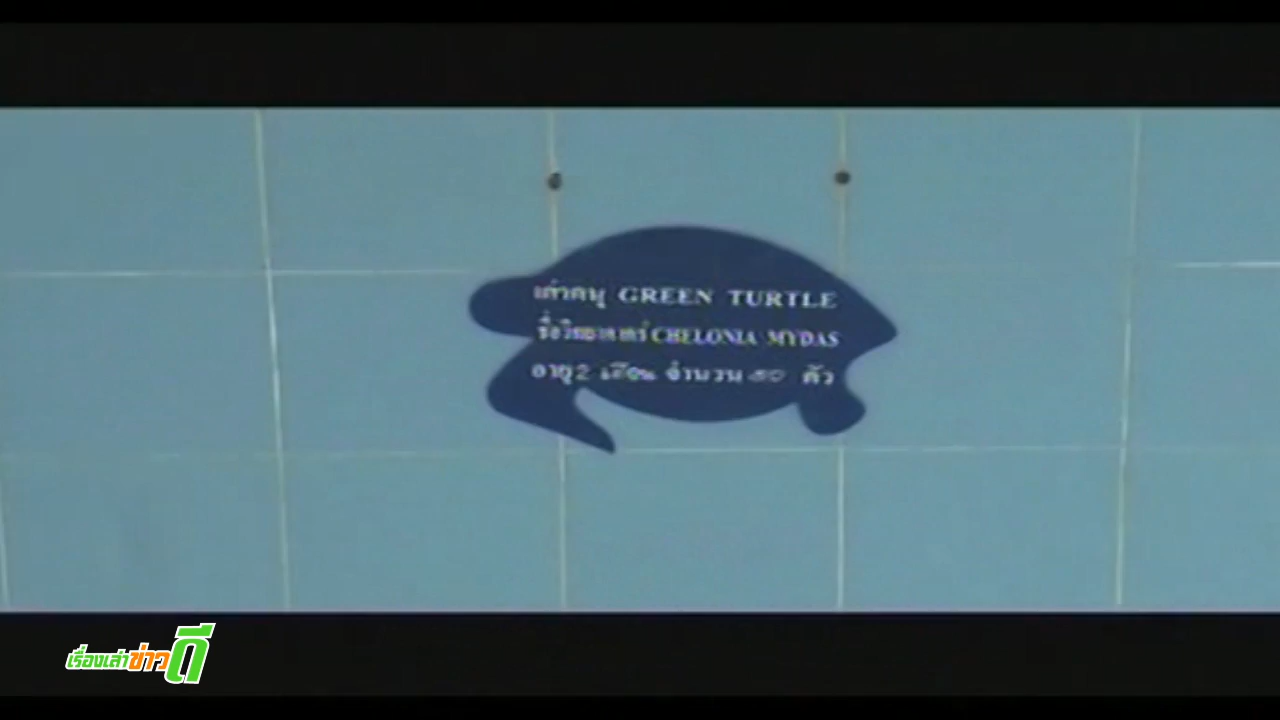 เต่าตนุ GREEN TURTLE
ชื่อวิทยาศาสตร์ CHELONIA MYDAS
อายุ 2 เดือน จำนวน ๕๐ ตัว
เรื่องเล่าข่าวดี